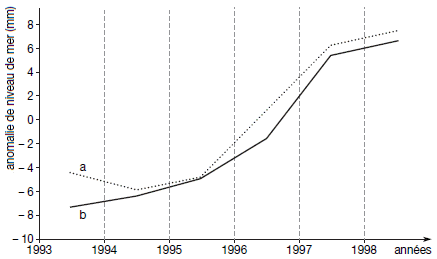 anomalie de niveau de mer (mm)
8
6
4
2
0
– 2
– 4
– 6
– 8
– 10
a
b
1993 1994 1995 1996 1997 1998 années